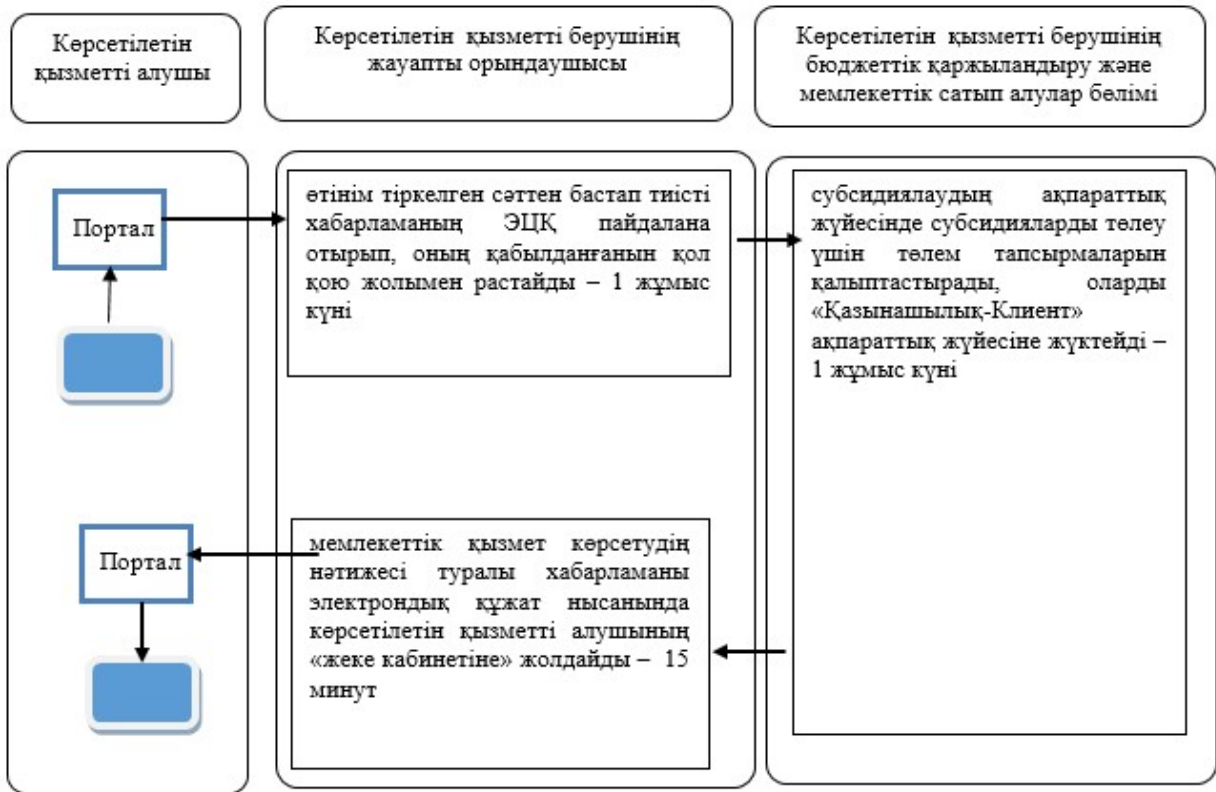 Көрсетілетін
қызметті алушы
Көрсетілетін қызметті берушінің
жауапты орындаушысы
Көрсетілетін қызметті берушінің
бюджеттік қаржыландыру және
мемлекеттік сатып алулар бөлімі
Портал
өтінім тіркелген сәттен бастап тиісті
хабарламаның ЭЦҚ пайдалана
отырып, оның қабылданғанын қол
қою жолымен растайды – 1 жұмыс
күні
субсидиялаудың ақпараттық
жүйесінде субсидияларды төлеу
үшін төлем тапсырмаларын
қалыптастырады, оларды
«Қазынашылық-Клиент»
ақпараттық жүйесіне жүктейді –
1 жұмыс күні
Портал
мемлекеттік қызмет көрсетудің
нәтижесі туралы хабарламаны
электрондық құжат нысанында
көрсетілетін қызметті алушының
«жеке кабинетіне» жолдайды – 15
минут